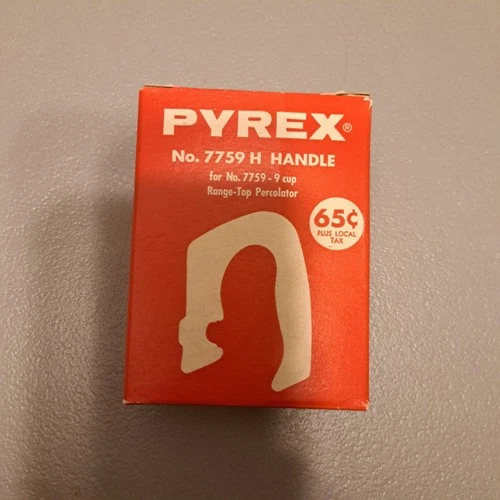 PYREX®
No. 7759 H HANDLE
for No. 7759 - 9 cup
Range-Top Percolator
65¢
PLUS LOCAL
TAX